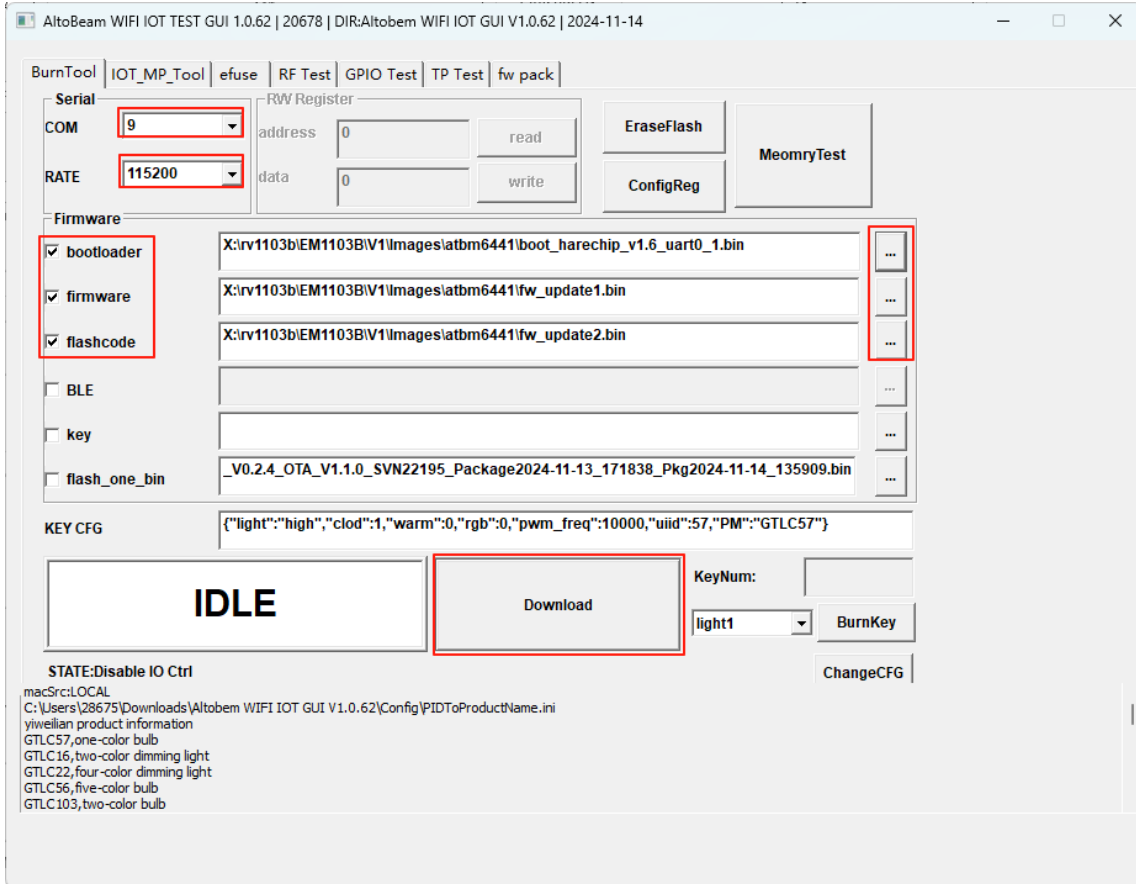 AltoBeam WIFI IOT TEST GUI 1.0.62 | 20678 | DIR:Altobem WIFI IOT GUI V1.0.62 | 2024-11-14
BurnTool IOT_MP_Tool efuse RF Test GPIO Test TP Test fw pack
Serial RW Register
COM 9 address 0 read EraseFlash MeomryTest
RATE 115200 data 0 write ConfigReg
Firmware
bootloader X:\rv1103b\EM1103B\V1\Images\atbm6441\boot_harechip_v1.6_uart0_1.bin ...
firmware X:\rv1103b\EM1103B\V1\Images\atbm6441\fw_update1.bin ...
flashcode X:\rv1103b\EM1103B\V1\Images\atbm6441\fw_update2.bin ...
BLE ...
key ...
flash_one_bin _V0.2.4_OTA_V1.1.0_SVN22195_Package2024-11-13_171838_Pkg2024-11-14_135909.bin ...
KEY CFG {"light":"high","clod":1,"warm":0,"rgb":0,"pwm_freq":10000,"uiid":57,"PM":"GTLC57"}
IDLE Download KeyNum:
light1 BurnKey
STATE:Disable IO Ctrl ChangeCFG
macSrc:LOCAL
C:\Users\28675\Downloads\Altobem WIFI IOT GUI V1.0.62\Config\PIDToProductName.ini
yiweilian product information
GTLC57,one-color bulb
GTLC16,two-color dimming light
GTLC22,four-color dimming light
GTLC56,five-color bulb
GTLC103,two-color bulb